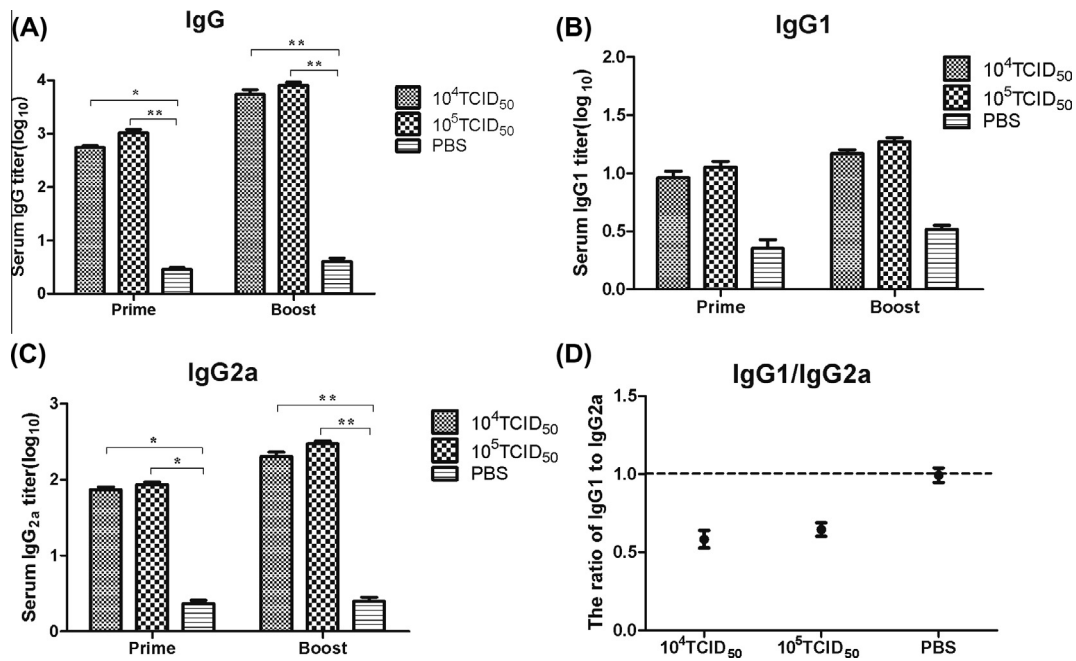 (A)
IgG
Serum IgG titer(log10)
5
4
3
2
1
0
* ** ** **
Prime Boost
10^4TCID50
10^5TCID50
PBS
(B)
IgG1
Serum IgG1 titer(log10)
2.0
1.5
1.0
0.5
0.0
Prime Boost
10^4TCID50
10^5TCID50
PBS
(C)
IgG2a
Serum IgG2a titer(log10)
3
2
1
0
* * ** **
Prime Boost
10^4TCID50
10^5TCID50
PBS
(D)
IgG1/IgG2a
The ratio of IgG1 to IgG2a
1.5
1.0
0.5
0.0
10^4TCID50 10^5TCID50 PBS